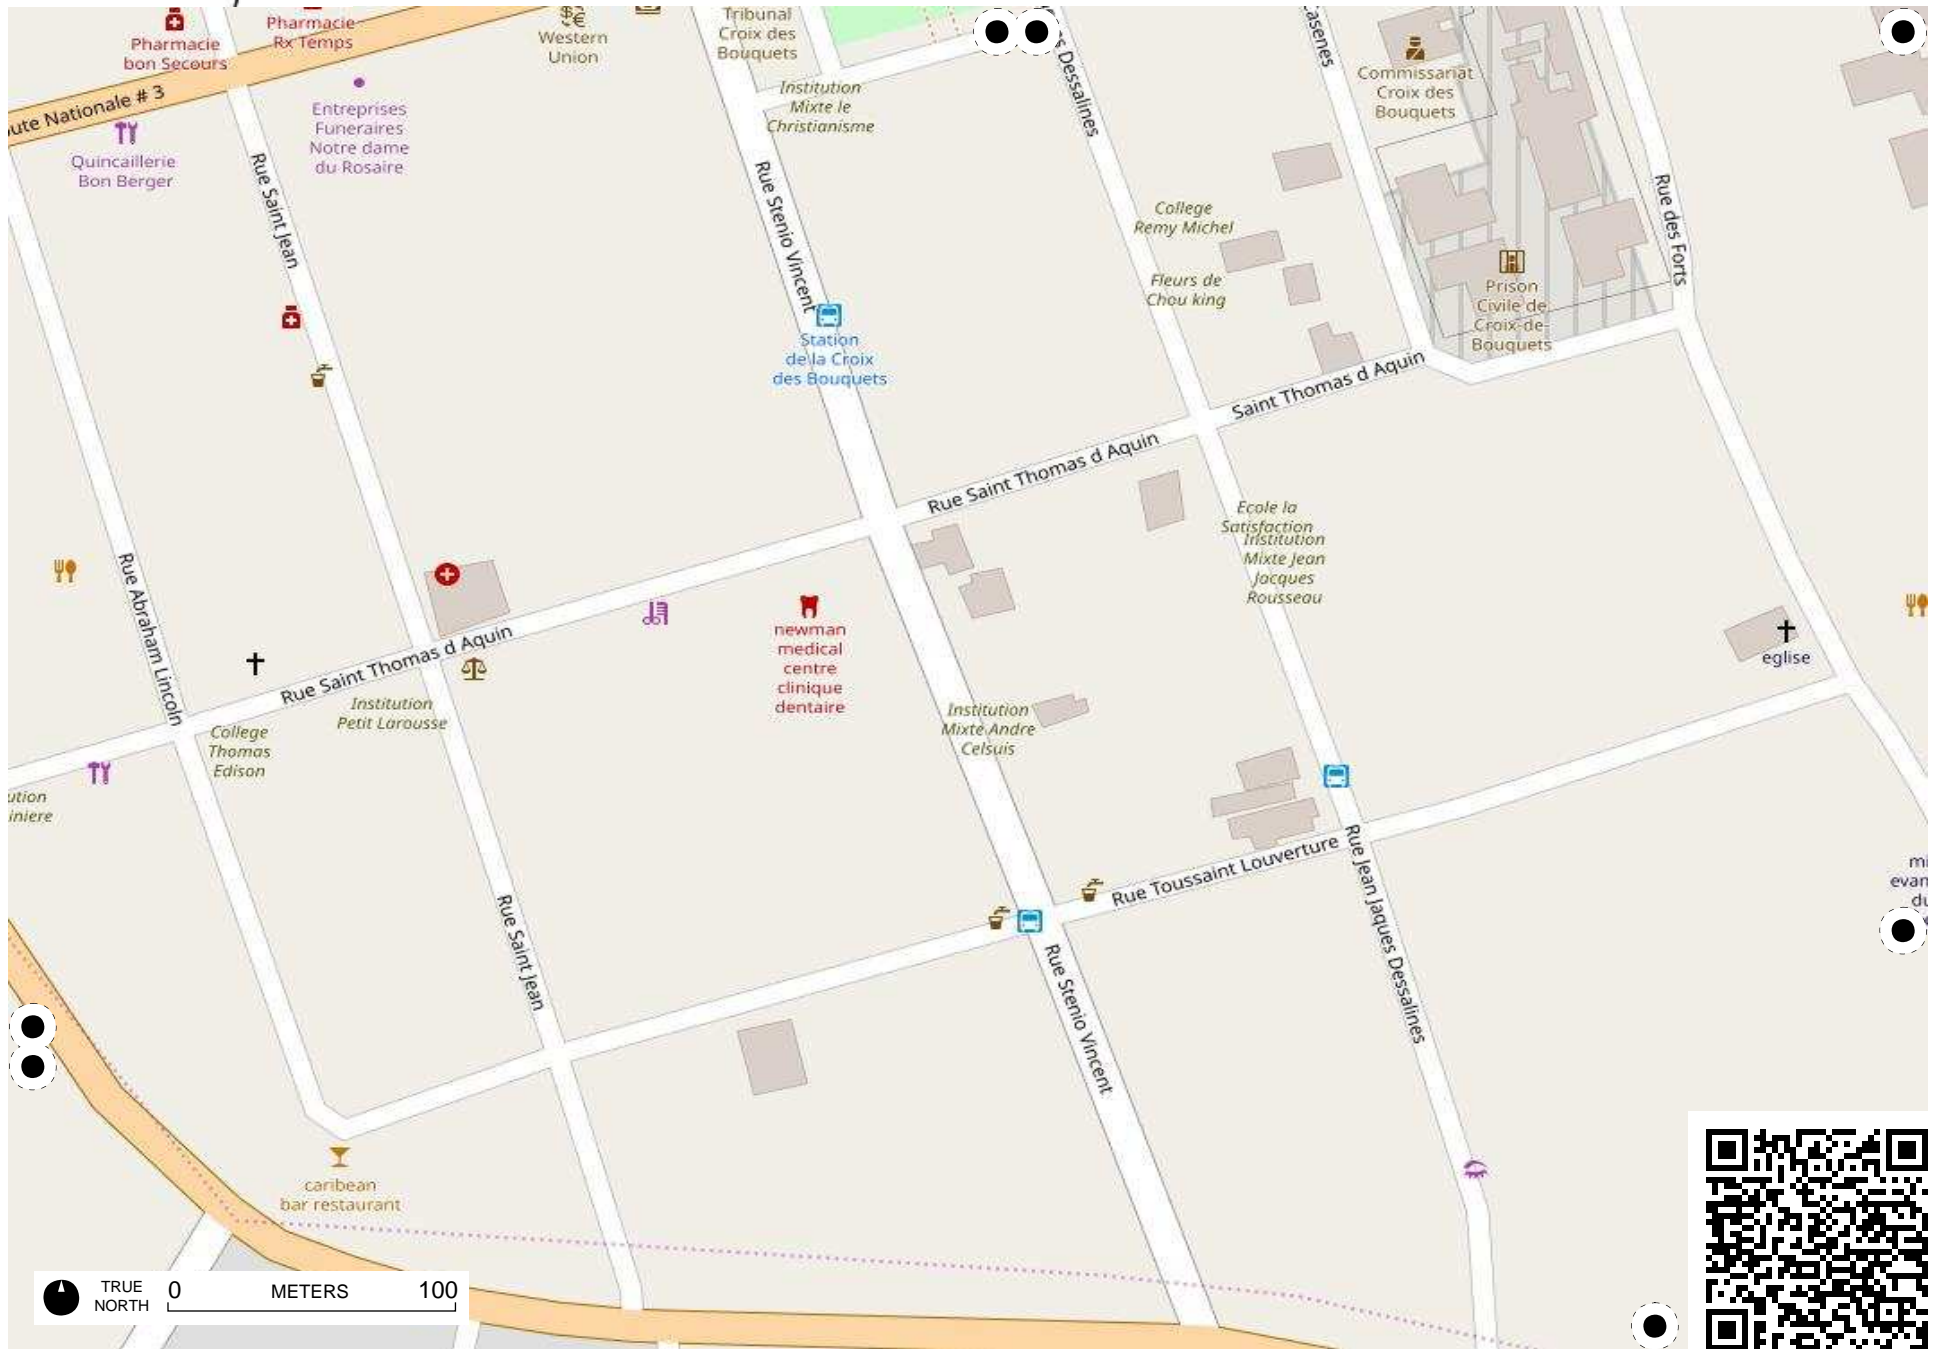 Pharmacie
bon Secours
Pharmacie
Rx Temps
Western
Union
Tribunal
Croix des
Bouquets
Institution
Mixte le
Christianisme
Commissariat
Croix des
Bouquets
Nationale # 3
Quincaillerie
Bon Berger
Entreprises
Funeraires
Notre dame
du Rosaire
Rue Saint Jean
Rue Stenio Vincent
Dessalines
Rue des Forts
College
Remy Michel
Fleurs de
Chou king
Prison
Civile de
Croix-de-
Bouquets
Station
de la Croix
des Bouquets
Saint Thomas d Aquin
Rue Saint Thomas d Aquin
Ecole la
Satisfaction
Institution
Mixte Jean
Jacques
Rousseau
Rue Abraham Lincoln
Rue Saint Thomas d Aquin
newman
medical
centre
clinique
dentaire
eglise
Institution
Petit Larousse
College
Thomas
Edison
Institution
Mixte Andre
Celsuis
Rue Toussaint Louverture
Rue Jean Jaques Dessalines
Rue Saint Jean
Rue Stenio Vincent
caribean
bar restaurant
TRUE
NORTH
0 METERS 100